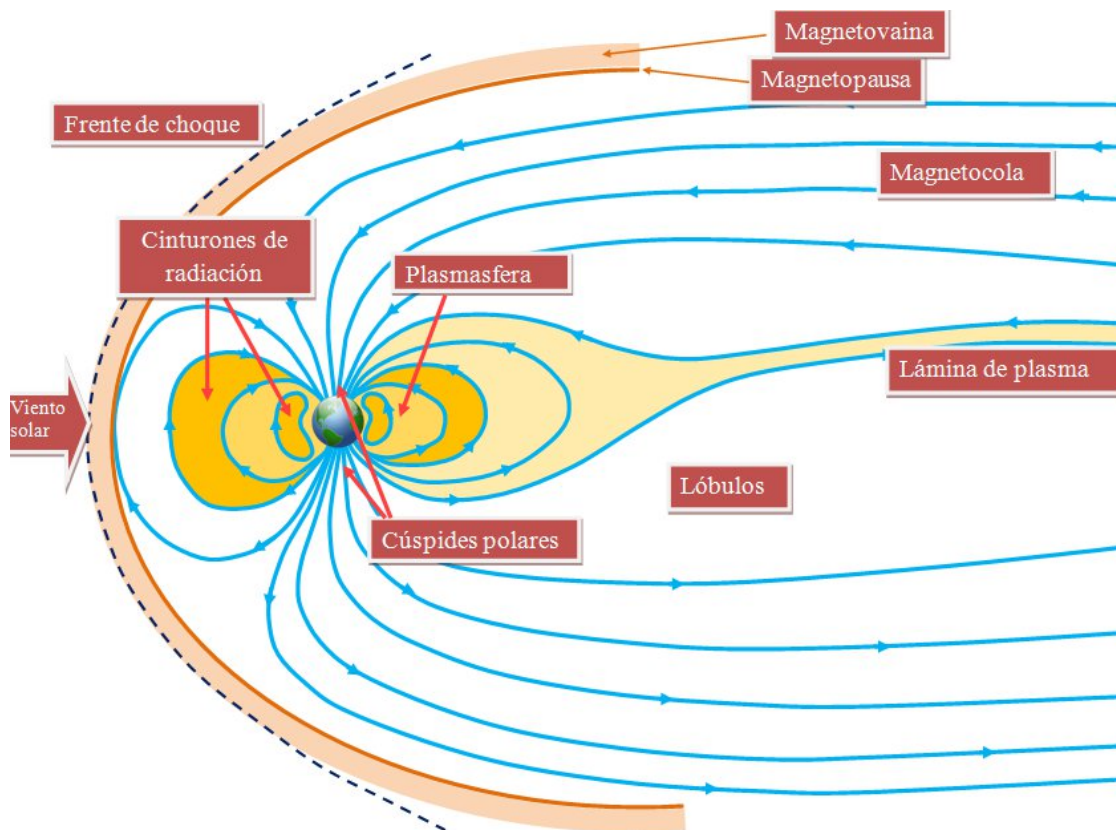 Magnetovaina
Magnetopausa
Frente de choque
Magnetocola
Cinturones de
radiación
Plasmasfera
Lámina de plasma
Viento
solar
Lóbulos
Cúspides polares